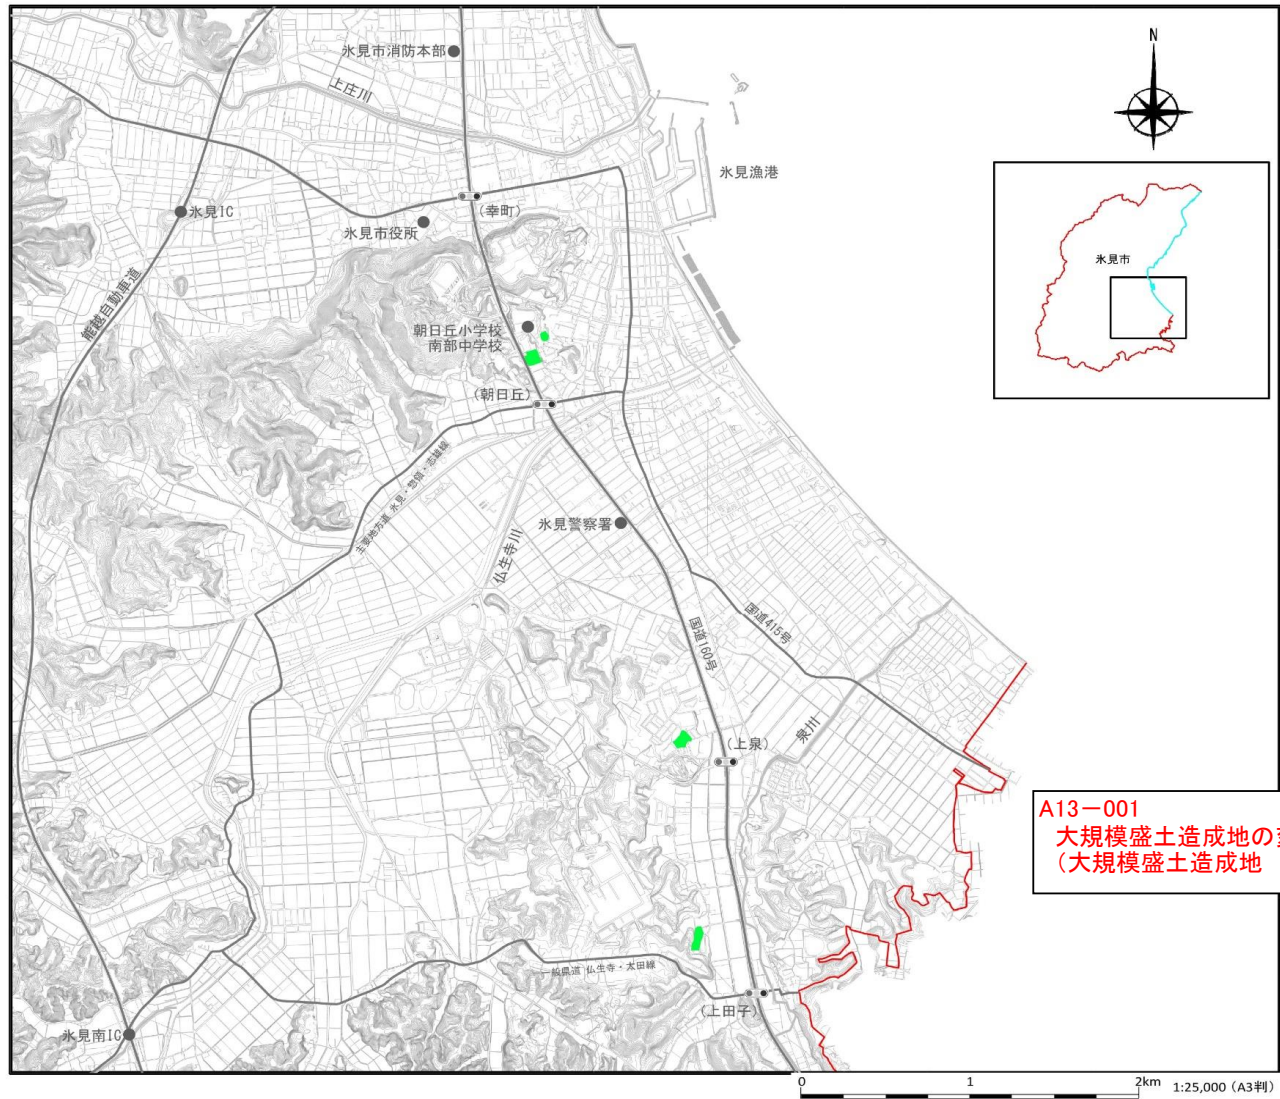 氷見市消防本部
上庄川
N
氷見漁港
氷見IC
(幸町)
氷見市役所
能越自動車道
氷見市
朝日丘小学校
南部中学校
(朝日丘)
主要地方道 氷見・惣領・志雄線
氷見警察署
仏生寺川
国道160号
国道415号
泉川
(上泉)
A13－001
大規模盛土造成地の
(大規模盛土造成地
一般県道 仏生寺・太田線
(上田子)
氷見南IC
0 1 2km 1:25,000 (A3判)